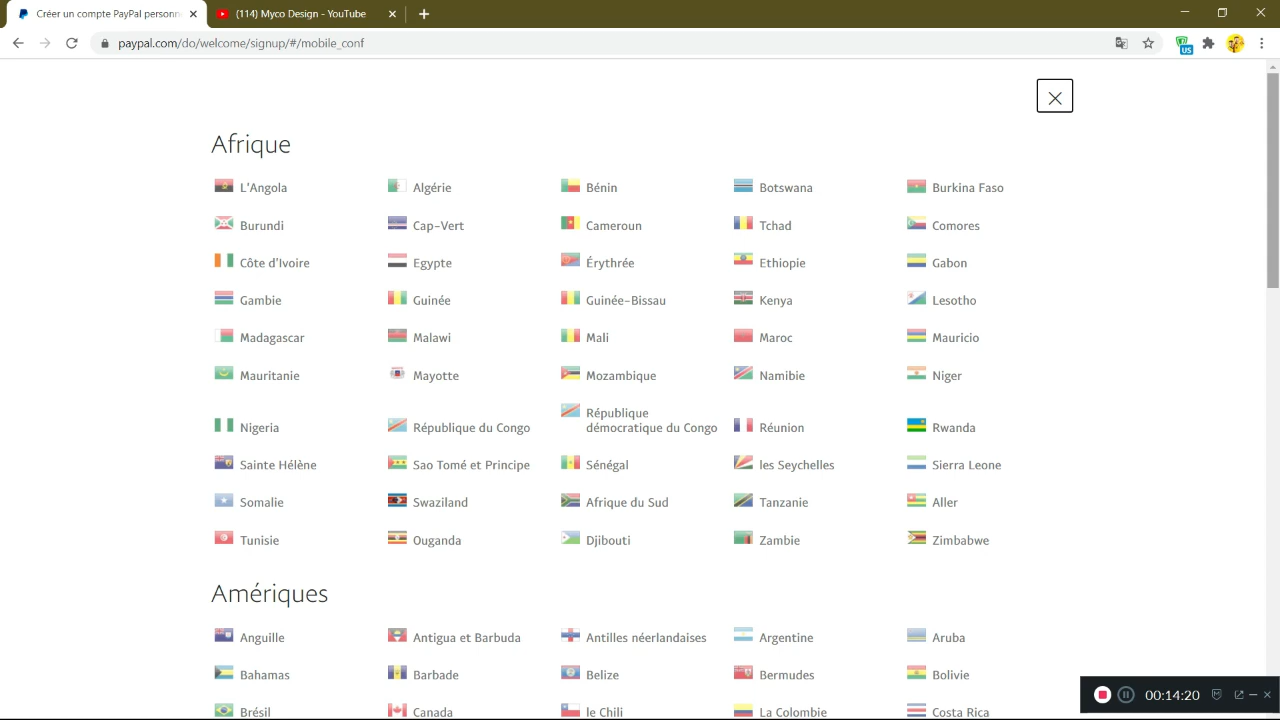 Créer un compte PayPal personn
(114) Myco Design - YouTube
paypal.com/do/welcome/signup/#/mobile_conf
US
Afrique
L'Angola Algérie Bénin Botswana Burkina Faso
Burundi Cap-Vert Cameroun Tchad Comores
Côte d'Ivoire Egypte Érythrée Ethiopie Gabon
Gambie Guinée Guinée-Bissau Kenya Lesotho
Madagascar Malawi Mali Maroc Mauricio
Mauritanie Mayotte Mozambique Namibie Niger
Nigeria République du Congo République démocratique du Congo Réunion Rwanda
Sainte Hélène Sao Tomé et Principe Sénégal les Seychelles Sierra Leone
Somalie Swaziland Afrique du Sud Tanzanie Aller
Tunisie Ouganda Djibouti Zambie Zimbabwe
Amériques
Anguille Antigua et Barbuda Antilles néerlandaises Argentine Aruba
Bahamas Barbade Belize Bermudes Bolivie
Brésil Canada le Chili La Colombie Costa Rica
00:14:20